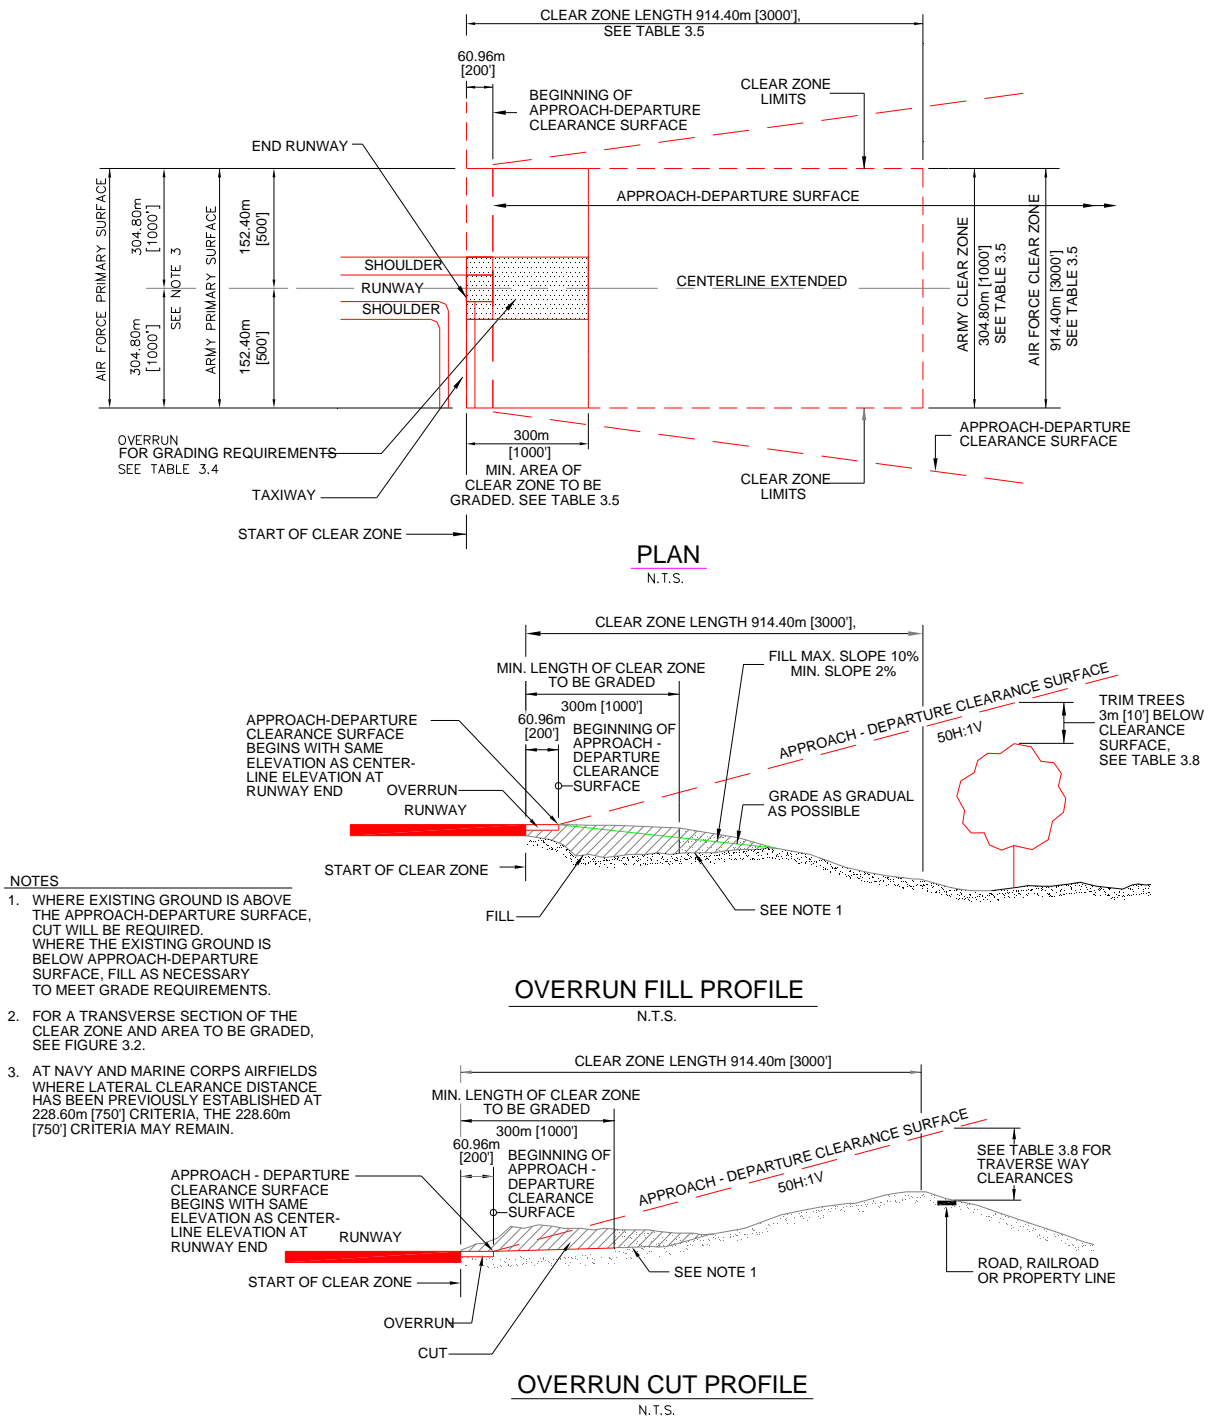 CLEAR ZONE LENGTH 914.40m [3000'],
SEE TABLE 3.5
60.96m
[200']
BEGINNING OF
APPROACH-DEPARTURE
CLEARANCE SURFACE
CLEAR ZONE
LIMITS
END RUNWAY
APPROACH-DEPARTURE SURFACE
AIR FORCE PRIMARY SURFACE
304.80m
[1000']
304.80m
[1000']
SEE NOTE 3
ARMY PRIMARY SURFACE
152.40m
[500']
152.40m
[500']
SHOULDER
RUNWAY
SHOULDER
CENTERLINE EXTENDED
ARMY CLEAR ZONE
304.80m [1000']
SEE TABLE 3.5
AIR FORCE CLEAR ZONE
914.40m [3000']
SEE TABLE 3.5
OVERRUN
FOR GRADING REQUIREMENTS
SEE TABLE 3.4
TAXIWAY
START OF CLEAR ZONE
300m
[1000']
MIN. AREA OF
CLEAR ZONE TO BE
GRADED. SEE TABLE 3.5
CLEAR ZONE
LIMITS
APPROACH-DEPARTURE
CLEARANCE SURFACE
PLAN
N.T.S.
CLEAR ZONE LENGTH 914.40m [3000'],
MIN. LENGTH OF CLEAR ZONE
TO BE GRADED
300m [1000']
60.96m
[200']
BEGINNING OF
APPROACH -
DEPARTURE
CLEARANCE
SURFACE
FILL MAX. SLOPE 10%
MIN. SLOPE 2%
APPROACH - DEPARTURE CLEARANCE SURFACE
50H:1V
TRIM TREES
3m [10'] BELOW
CLEARANCE
SURFACE,
SEE TABLE 3.8
APPROACH-DEPARTURE
CLEARANCE SURFACE
BEGINS WITH SAME
ELEVATION AS CENTER-
LINE ELEVATION AT
RUNWAY END
OVERRUN
RUNWAY
GRADE AS GRADUAL
AS POSSIBLE
START OF CLEAR ZONE
FILL
SEE NOTE 1
OVERRUN FILL PROFILE
N.T.S.
NOTES
1. WHERE EXISTING GROUND IS ABOVE
THE APPROACH-DEPARTURE SURFACE,
CUT WILL BE REQUIRED.
WHERE THE EXISTING GROUND IS
BELOW APPROACH-DEPARTURE
SURFACE, FILL AS NECESSARY
TO MEET GRADE REQUIREMENTS.
2. FOR A TRANSVERSE SECTION OF THE
CLEAR ZONE AND AREA TO BE GRADED,
SEE FIGURE 3.2.
3. AT NAVY AND MARINE CORPS AIRFIELDS
WHERE LATERAL CLEARANCE DISTANCE
HAS BEEN PREVIOUSLY ESTABLISHED AT
228.60m [750'] CRITERIA, THE 228.60m
[750'] CRITERIA MAY REMAIN.
CLEAR ZONE LENGTH 914.40m [3000']
MIN. LENGTH OF CLEAR ZONE
TO BE GRADED
300m [1000']
60.96m
[200']
BEGINNING OF
APPROACH -
DEPARTURE
CLEARANCE
SURFACE
APPROACH - DEPARTURE CLEARANCE SURFACE
50H:1V
SEE TABLE 3.8 FOR
TRAVERSE WAY
CLEARANCES
APPROACH - DEPARTURE
CLEARANCE SURFACE
BEGINS WITH SAME
ELEVATION AS CENTER-
LINE ELEVATION AT
RUNWAY END
RUNWAY
START OF CLEAR ZONE
SEE NOTE 1
ROAD, RAILROAD
OR PROPERTY LINE
OVERRUN
CUT
OVERRUN CUT PROFILE
N.T.S.